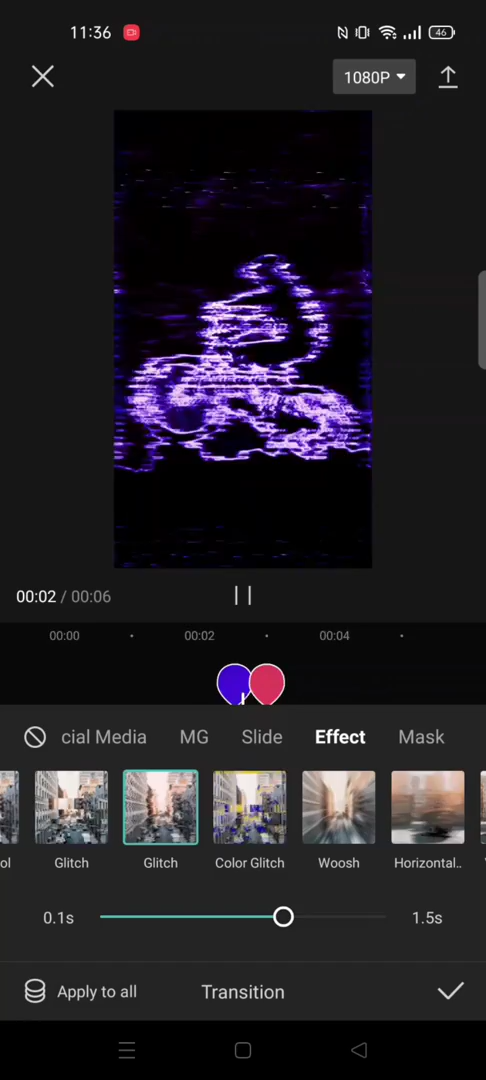 11:36
46
1080P
00:02 / 00:06
00:00
00:02
00:04
cial Media
MG
Slide
Effect
Mask
ol
Glitch
Glitch
Color Glitch
Woosh
Horizontal..
0.1s
1.5s
Apply to all
Transition